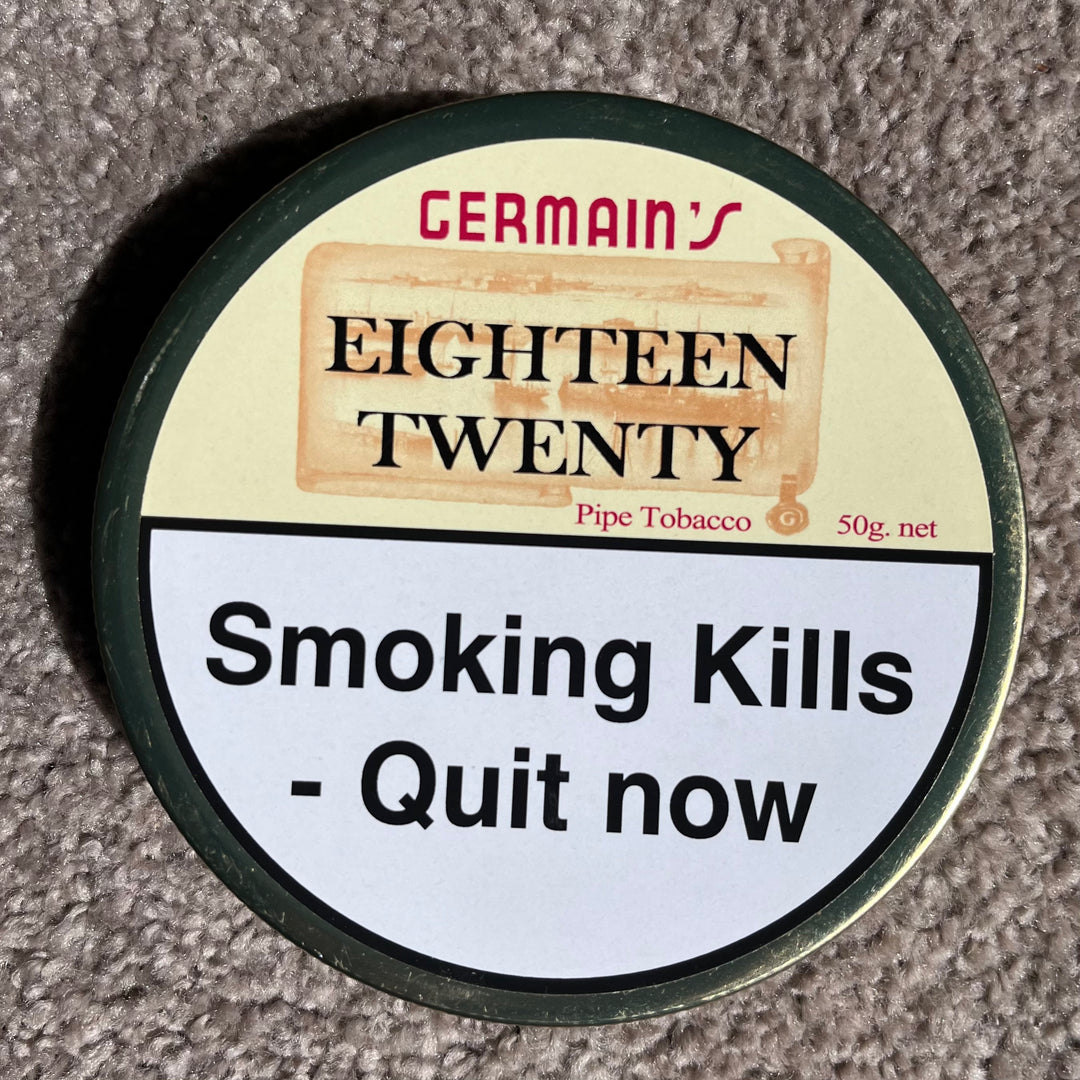 GERMAIN'S
EIGHTEEN
TWENTY
Pipe Tobacco G 50g. net
Smoking Kills
- Quit now